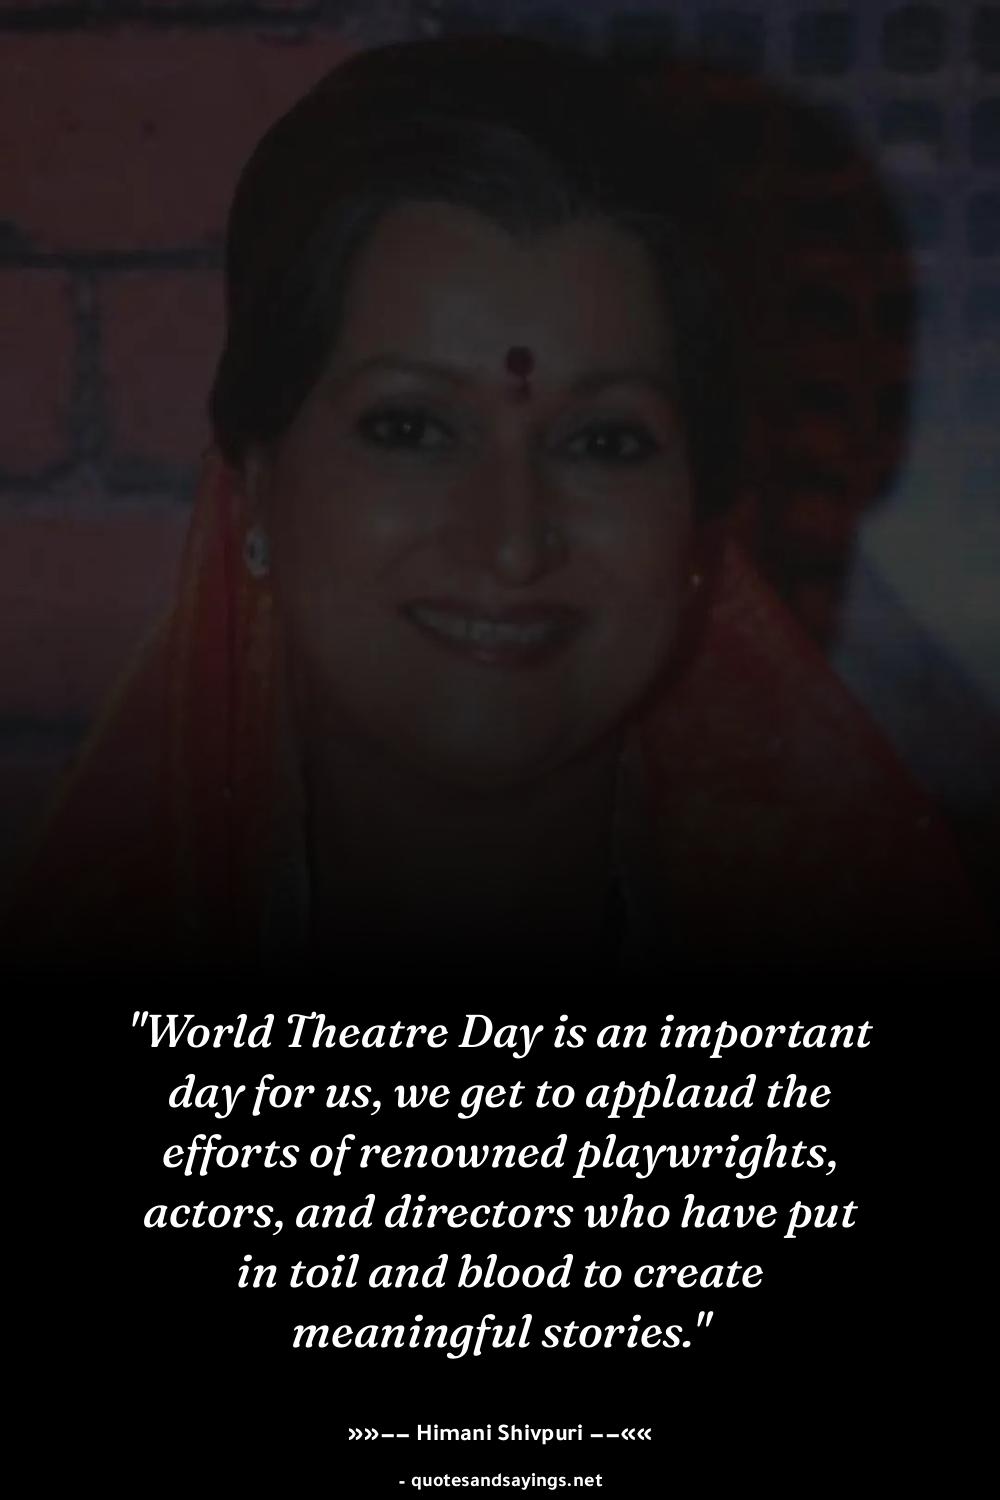 "World Theatre Day is an important
day for us, we get to applaud the
efforts of renowned playwrights,
actors, and directors who have put
in toil and blood to create
meaningful stories."
»»–– Himani Shivpuri ––««
- quotesandsayings.net